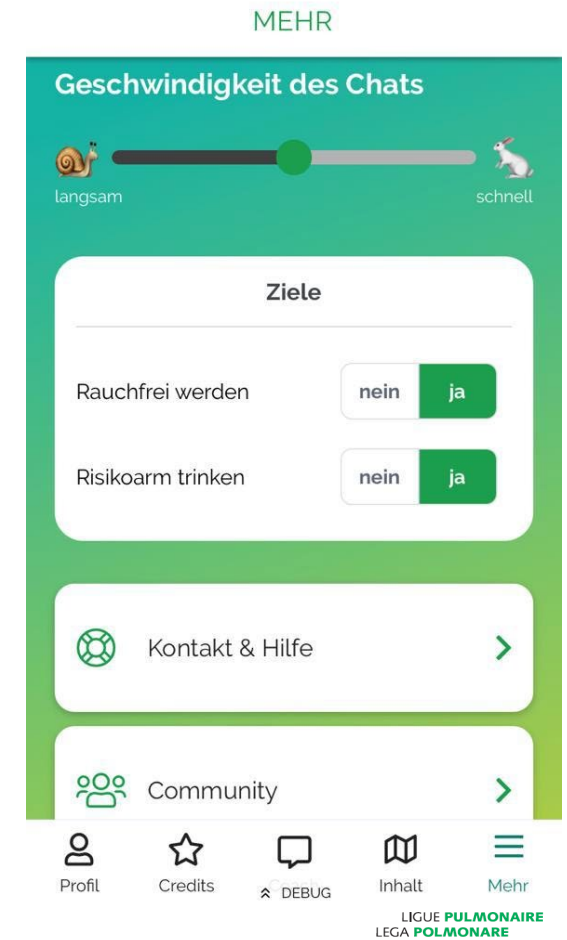 MEHR
Geschwindigkeit des Chats
langsam schnell
Ziele
Rauchfrei werden nein ja
Risikoarm trinken nein ja
Kontakt & Hilfe
Community
Profil Credits DEBUG Inhalt Mehr
LIGUE PULMONAIRE
LEGA POLMONARE